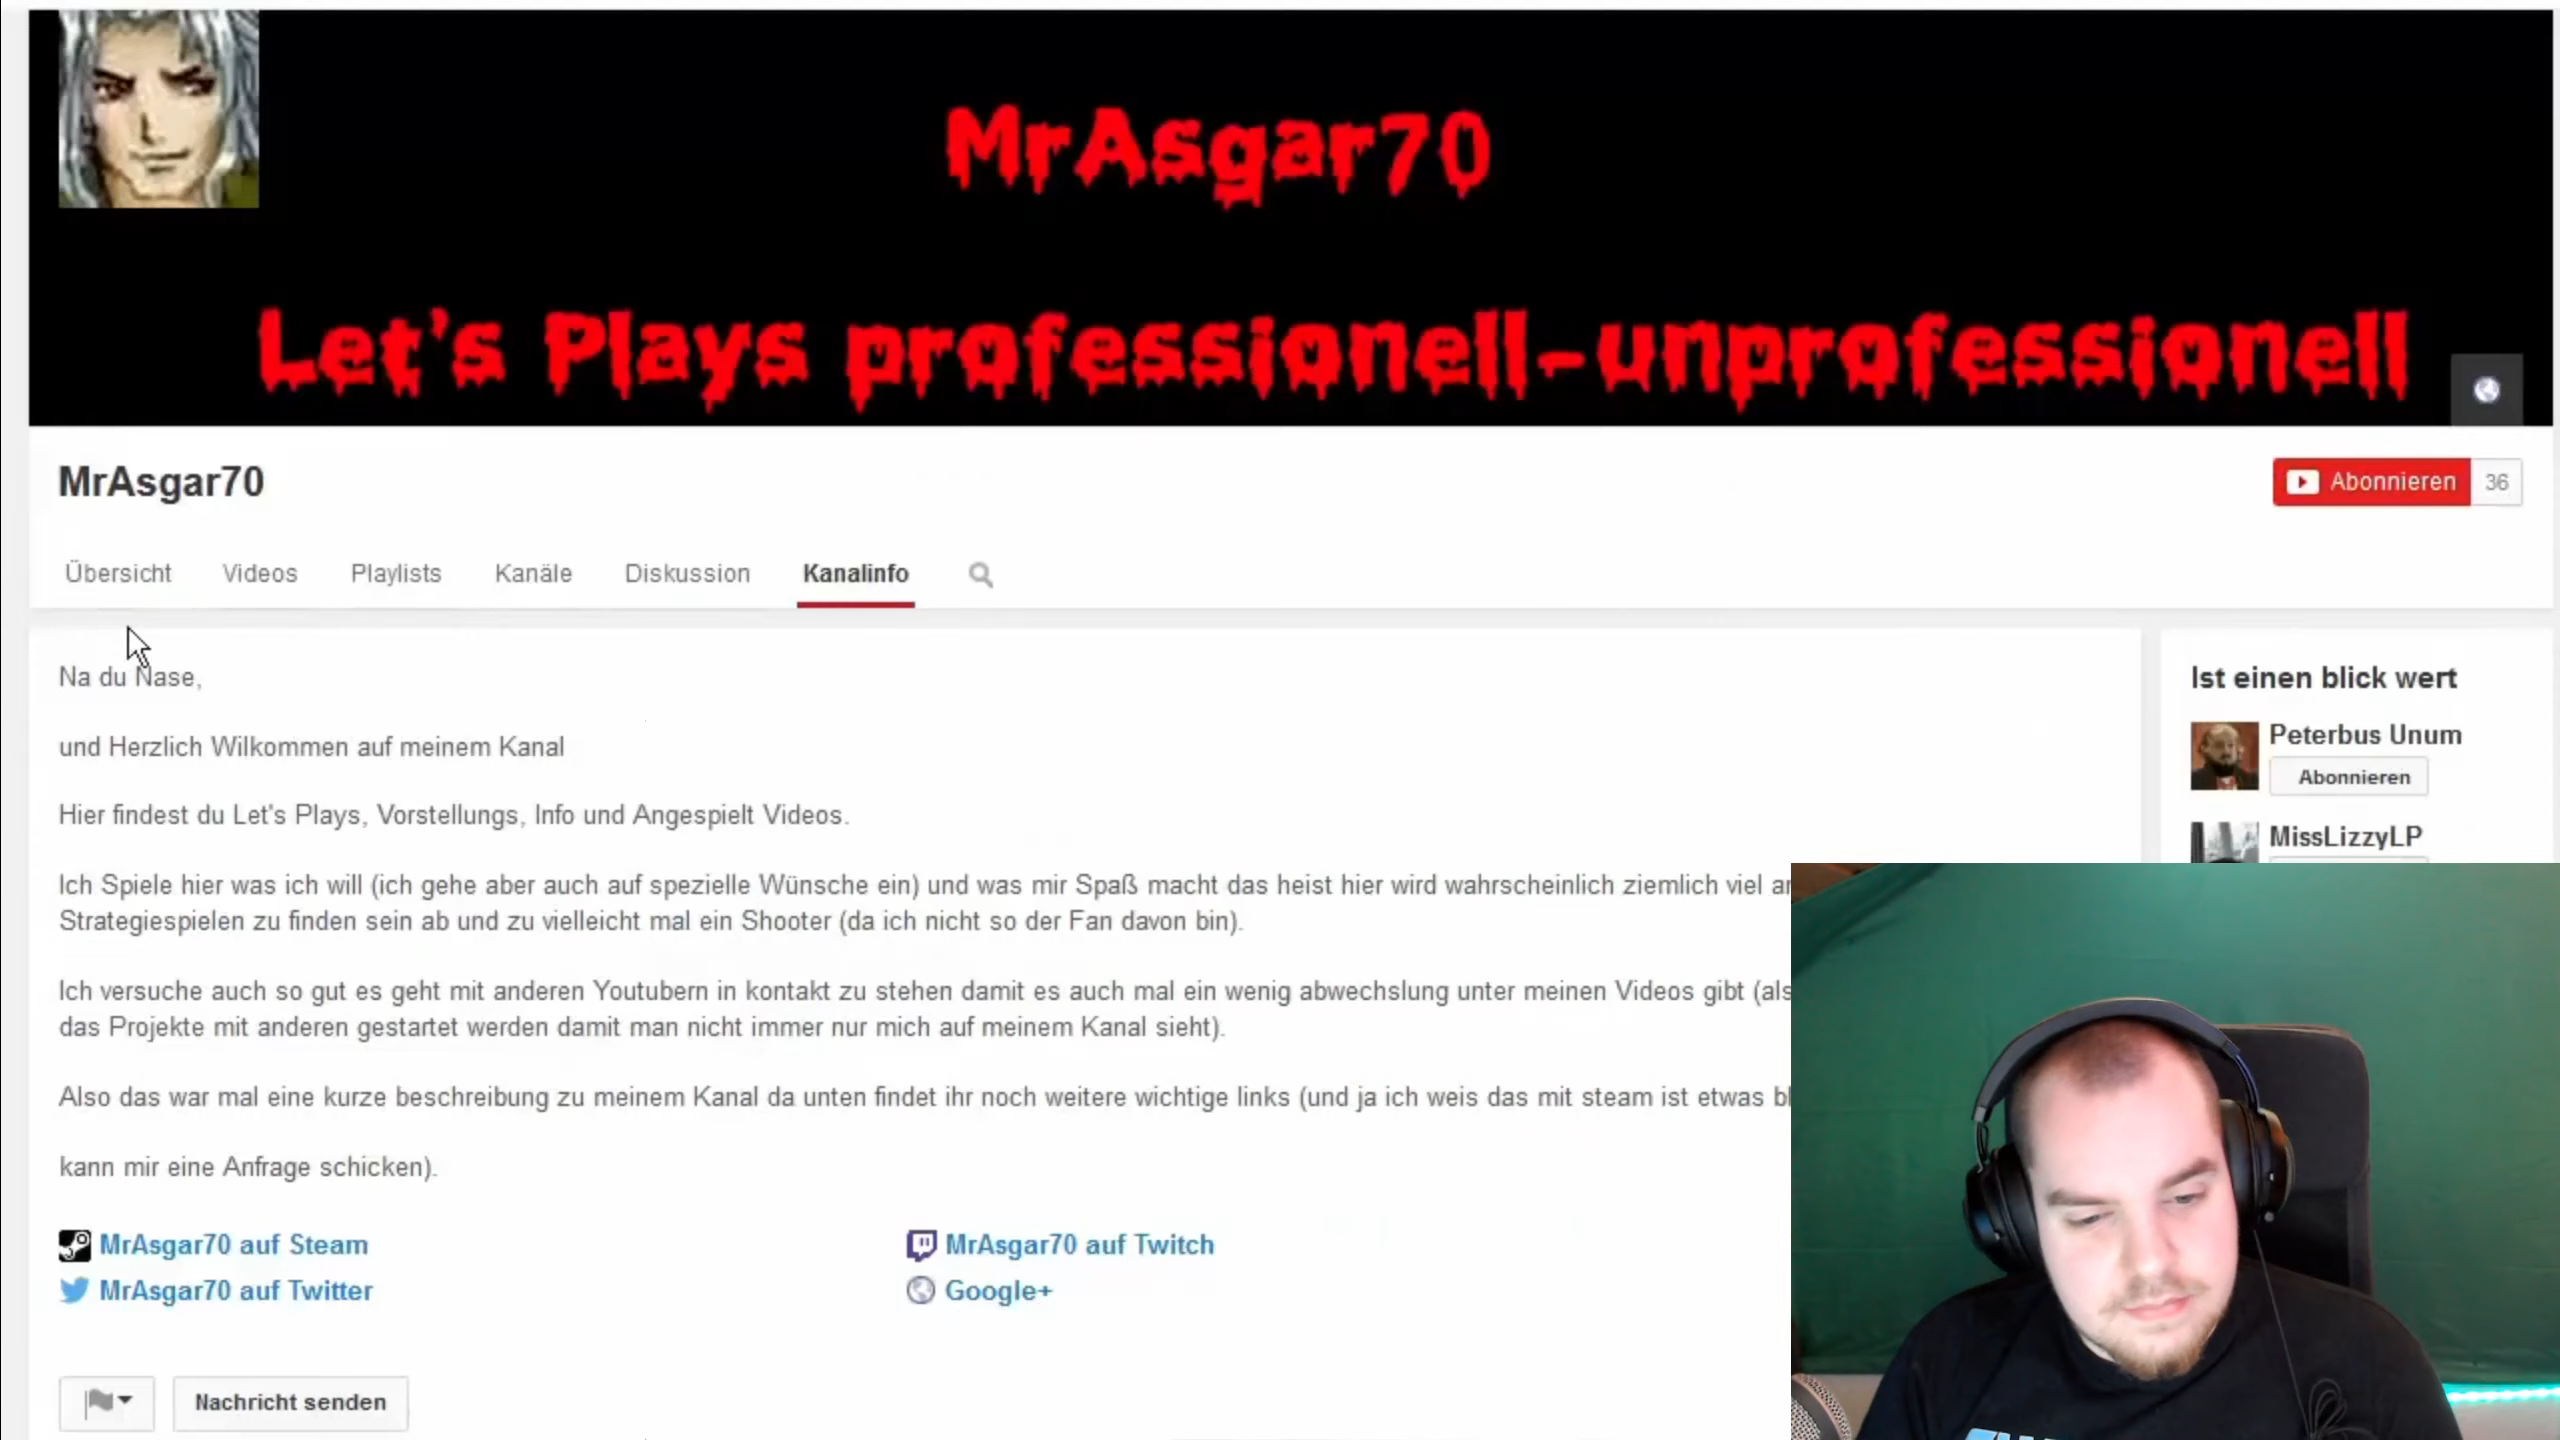 MrAsgar70
Let's Plays professionell-unprofessionell
MrAsgar70
Abonnieren 36
Übersicht Videos Playlists Kanäle Diskussion Kanalinfo
Na du Nase,
und Herzlich Wilkommen auf meinem Kanal
Hier findest du Let's Plays, Vorstellungs, Info und Angespielt Videos.
Ich Spiele hier was ich will (ich gehe aber auch auf spezielle Wünsche ein) und was mir Spaß macht das heist hier wird wahrscheinlich ziemlich viel
Strategiespielen zu finden sein ab und zu vielleicht mal ein Shooter (da ich nicht so der Fan davon bin).
Ich versuche auch so gut es geht mit anderen Youtubern in kontakt zu stehen damit es auch mal ein wenig abwechslung unter meinen Videos gibt
das Projekte mit anderen gestartet werden damit man nicht immer nur mich auf meinem Kanal sieht).
Also das war mal eine kurze beschreibung zu meinem Kanal da unten findet ihr noch weitere wichtige links (und ja ich weis das mit steam ist etwas
kann mir eine Anfrage schicken).
MrAsgar70 auf Steam
MrAsgar70 auf Twitch
MrAsgar70 auf Twitter
Google+
Nachricht senden
Ist einen blick wert
Peterbus Unum
Abonnieren
MissLizzyLP